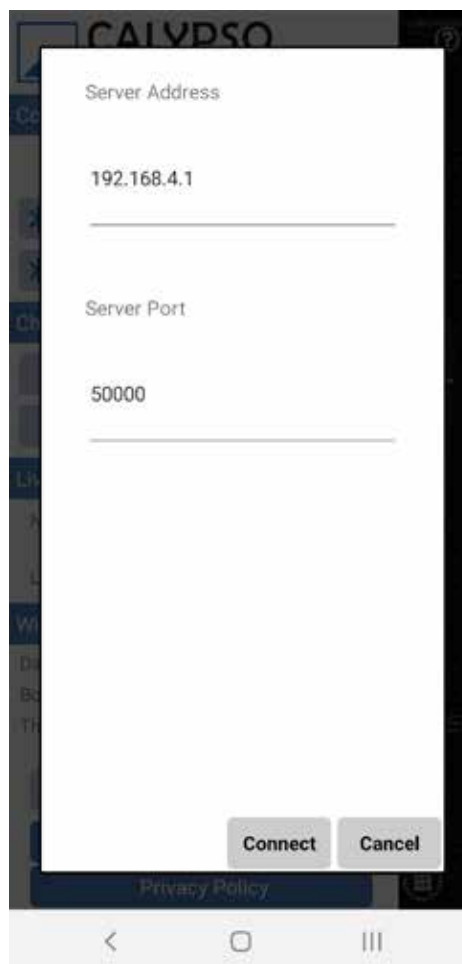 CALYPSO
Server Address
192.168.4.1
Server Port
50000
Connect
Cancel
Privacy Policy